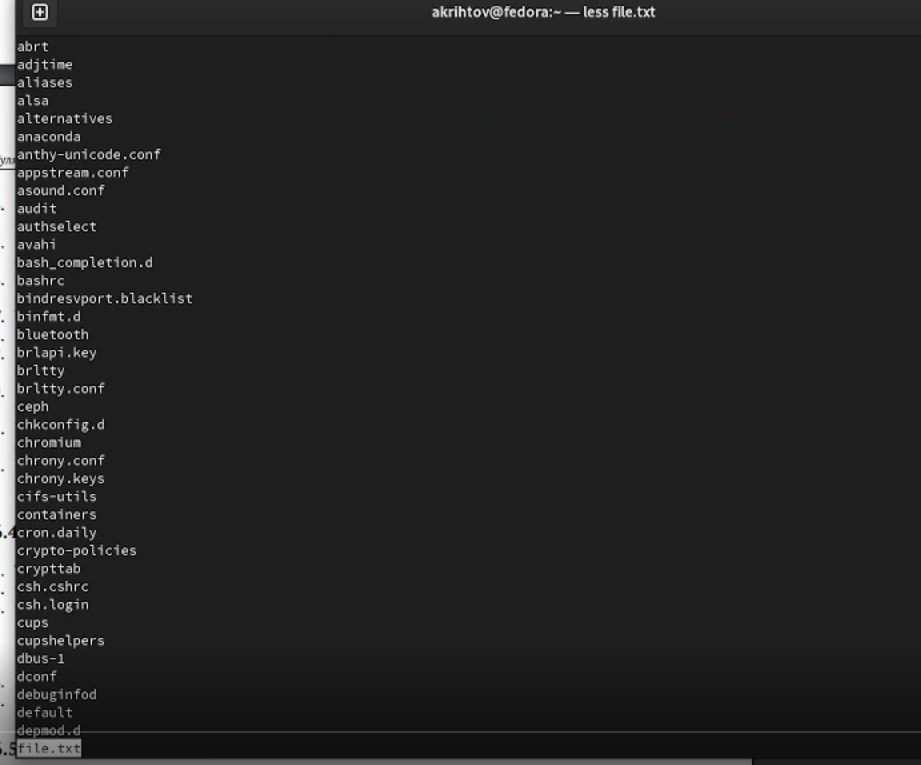 akrihtov@fedora:~ — less file.txt
abrt
adjtime
aliases
alsa
alternatives
anaconda
anthy-unicode.conf
appstream.conf
asound.conf
audit
authselect
avahi
bash_completion.d
bashrc
bindresvport.blacklist
binfmt.d
bluetooth
brlapi.key
brltty
brltty.conf
ceph
chkconfig.d
chromium
chrony.conf
chrony.keys
cifs-utils
containers
cron.daily
crypto-policies
crypttab
csh.cshrc
csh.login
cups
cupshelpers
dbus-1
dconf
debuginfod
default
depmod.d
file.txt